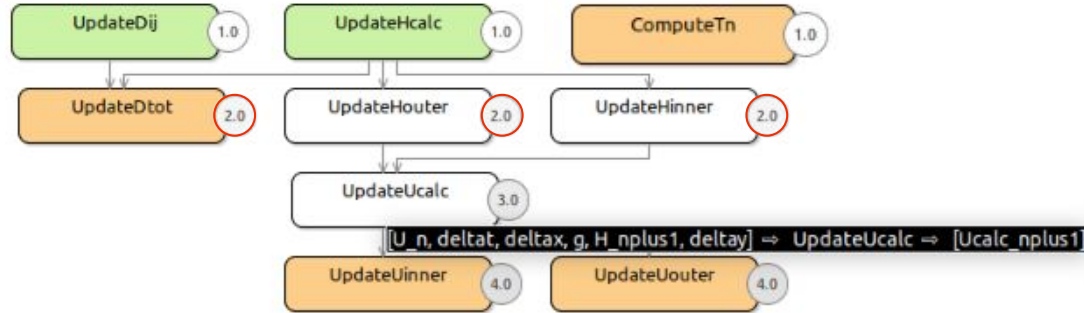 UpdateDij 1.0 UpdateHcalc 1.0 ComputeTn 1.0
UpdateDtot 2.0 UpdateHouter 2.0 UpdateHinner 2.0
UpdateUcalc 3.0
[U_n, deltat, deltax, g, H_nplus1, deltay] ⇨ UpdateUcalc ⇨ [Ucalc_nplus1]
UpdateUinner 4.0 UpdateUouter 4.0